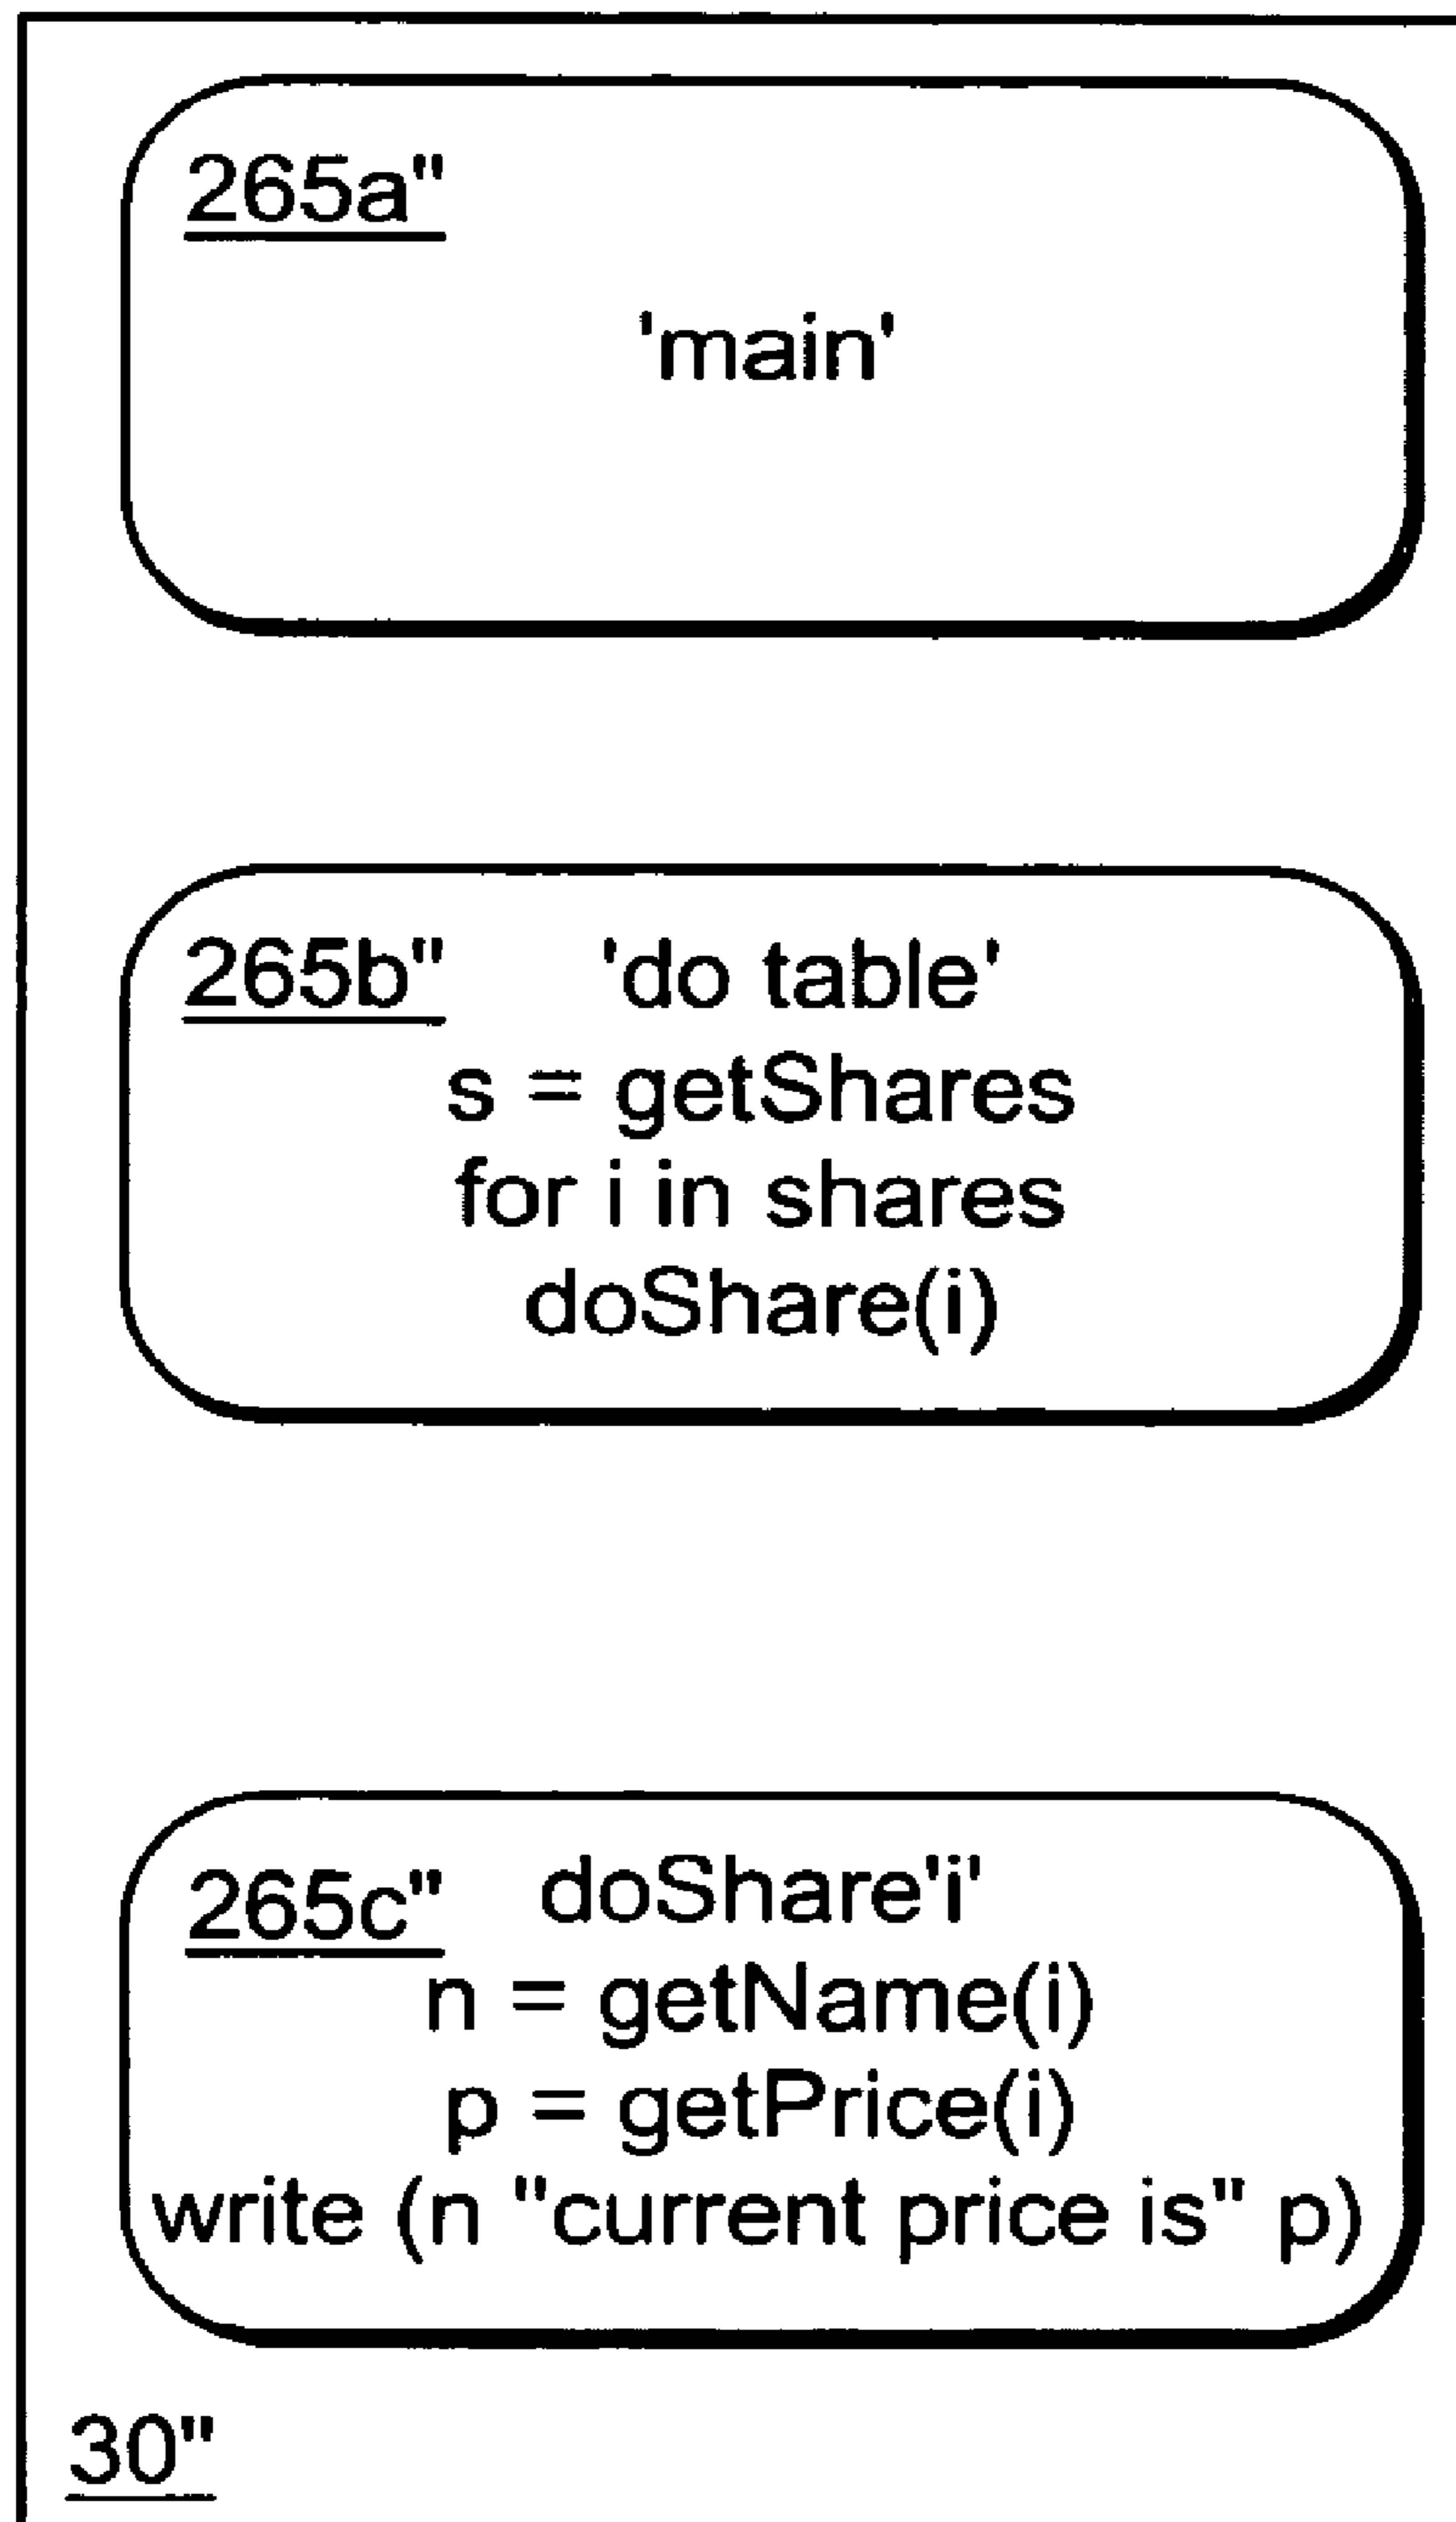 265a"
'main'
265b" 'do table'
s = getShares
for i in shares
doShare(i)
265c" doShare'i'
n = getName(i)
p = getPrice(i)
write (n "current price is" p)
30"